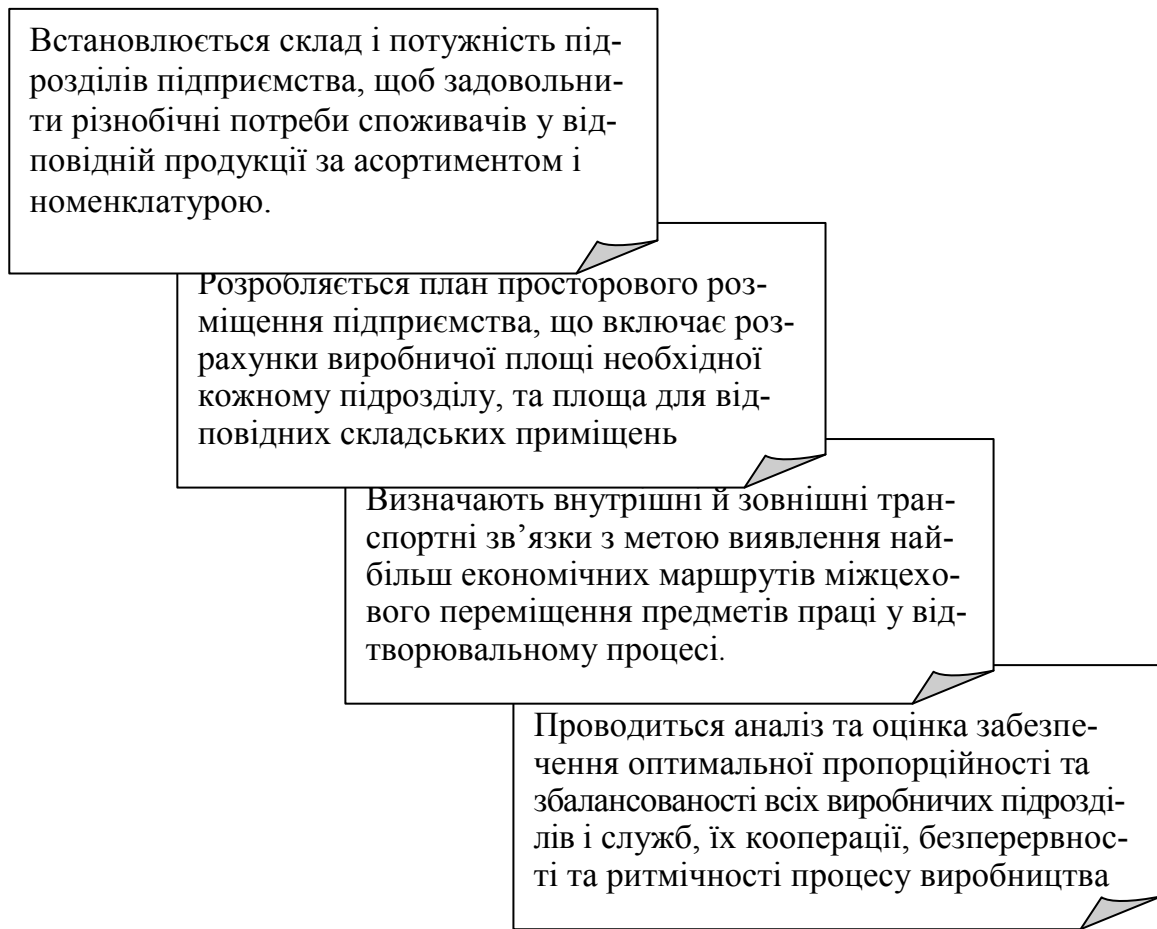 Встановлюється склад і потужність під-
розділів підприємства, щоб задовольни-
ти різнобічні потреби споживачів у від-
повідній продукції за асортиментом і
номенклатурою.
Розробляється план просторового роз-
міщення підприємства, що включає роз-
рахунки виробничої площі необхідної
кожному підрозділу, та площа для від-
повідних складських приміщень
Визначають внутрішні й зовнішні тран-
спортні зв’язки з метою виявлення най-
більш економічних маршрутів міжцехо-
вого переміщення предметів праці у від-
творювальному процесі.
Проводиться аналіз та оцінка забезпе-
чення оптимальної пропорційності та
збалансованості всіх виробничих підрозді-
лів і служб, їх кооперації, безперервнос-
ті та ритмічності процесу виробництва